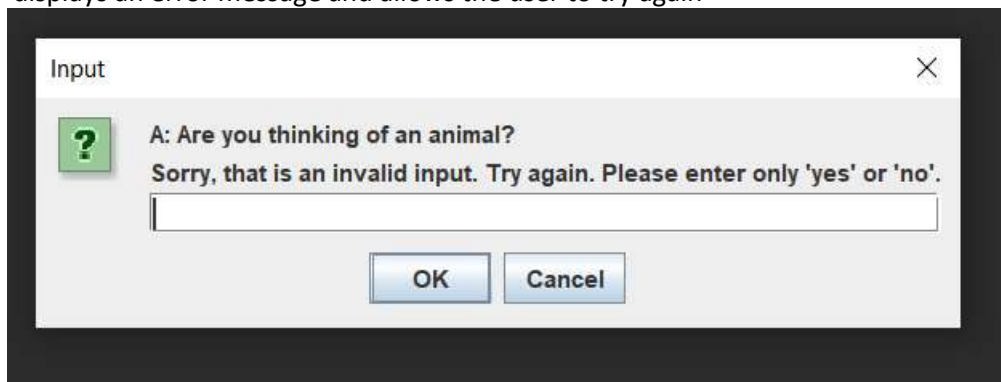 displays an error message and allows the user to try again
Input
A: Are you thinking of an animal?
Sorry, that is an invalid input. Try again. Please enter only 'yes' or 'no'.
OK
Cancel